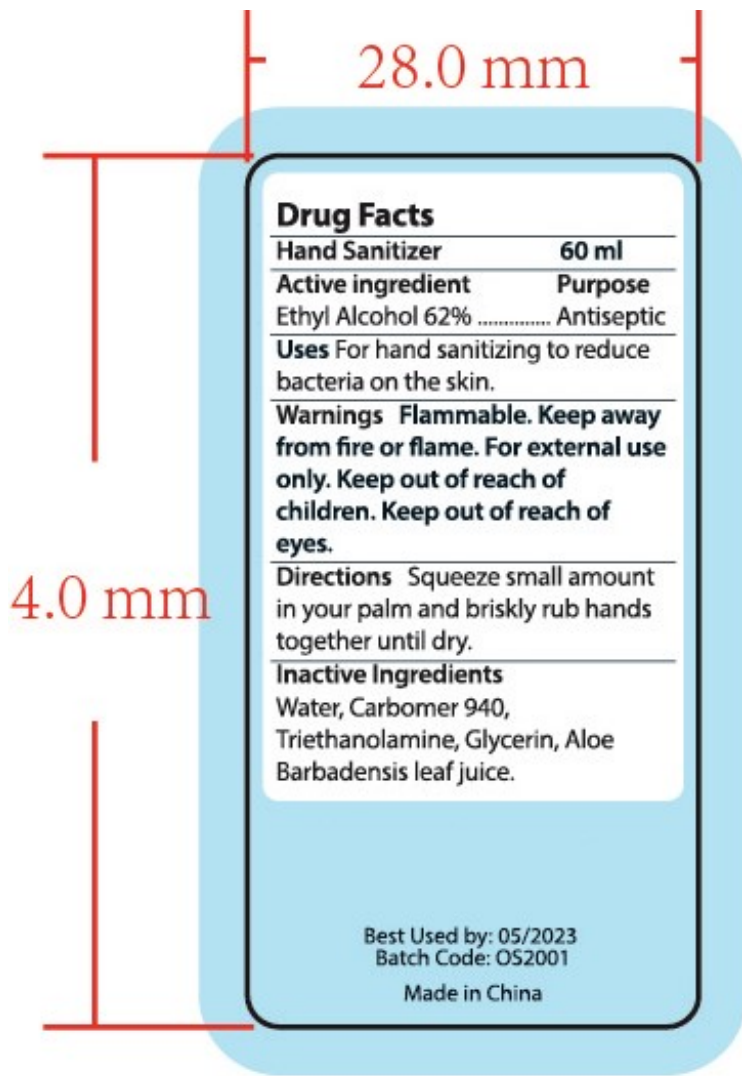 28.0 mm
4.0 mm
Drug Facts
Hand Sanitizer 60 ml
Active ingredient Purpose
Ethyl Alcohol 62% .............. Antiseptic
Uses For hand sanitizing to reduce
bacteria on the skin.
Warnings Flammable. Keep away
from fire or flame. For external use
only. Keep out of reach of
children. Keep out of reach of
eyes.
Directions Squeeze small amount
in your palm and briskly rub hands
together until dry.
Inactive Ingredients
Water, Carbomer 940,
Triethanolamine, Glycerin, Aloe
Barbadensis leaf juice.
Best Used by: 05/2023
Batch Code: OS2001
Made in China